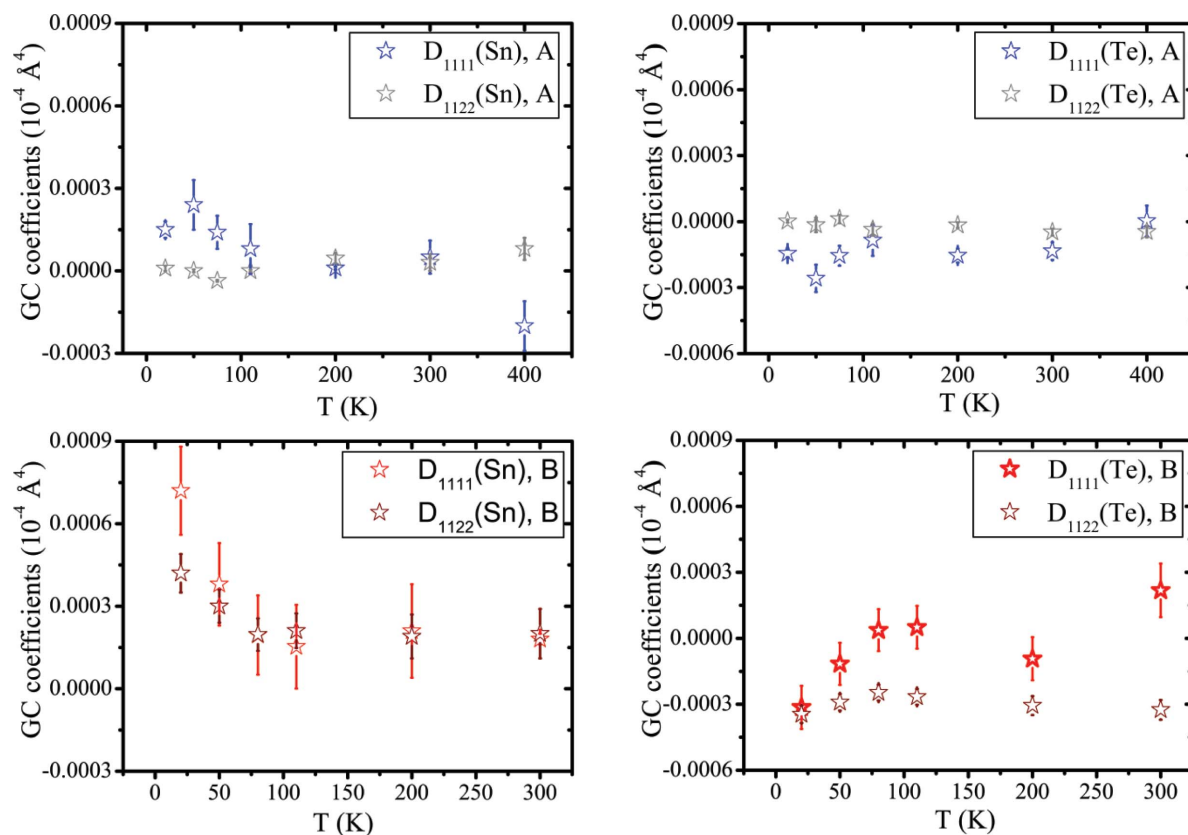 GC coefficients (10⁻⁴ Å⁴)
0.0009
0.0006
0.0003
0.0000
-0.0003
D₁₁₁₁(Sn), A
D₁₁₂₂(Sn), A
0 100 200 300 400
T (K)
GC coefficients (10⁻⁴ Å⁴)
0.0009
0.0006
0.0003
0.0000
-0.0003
-0.0006
D₁₁₁₁(Te), A
D₁₁₂₂(Te), A
0 100 200 300 400
T (K)
GC coefficients (10⁻⁴ Å⁴)
0.0009
0.0006
0.0003
0.0000
-0.0003
D₁₁₁₁(Sn), B
D₁₁₂₂(Sn), B
0 50 100 150 200 250 300
T (K)
GC coefficients (10⁻⁴ Å⁴)
0.0009
0.0006
0.0003
0.0000
-0.0003
-0.0006
D₁₁₁₁(Te), B
D₁₁₂₂(Te), B
0 50 100 150 200 250 300
T (K)